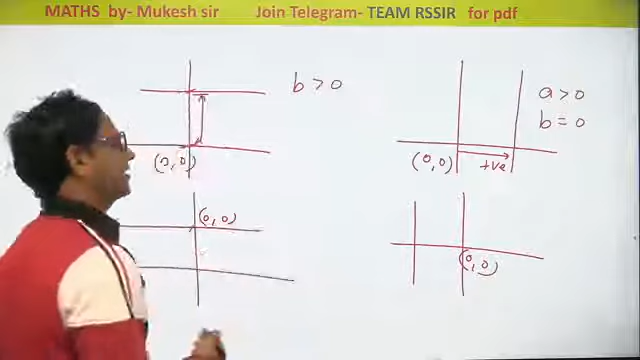 MATHS by- Mukesh sir Join Telegram- TEAM RSSIR for pdf
b > 0
(0, 0)
a > 0
b = 0
(0, 0)
+ve
(0, 0)
(0, 0)